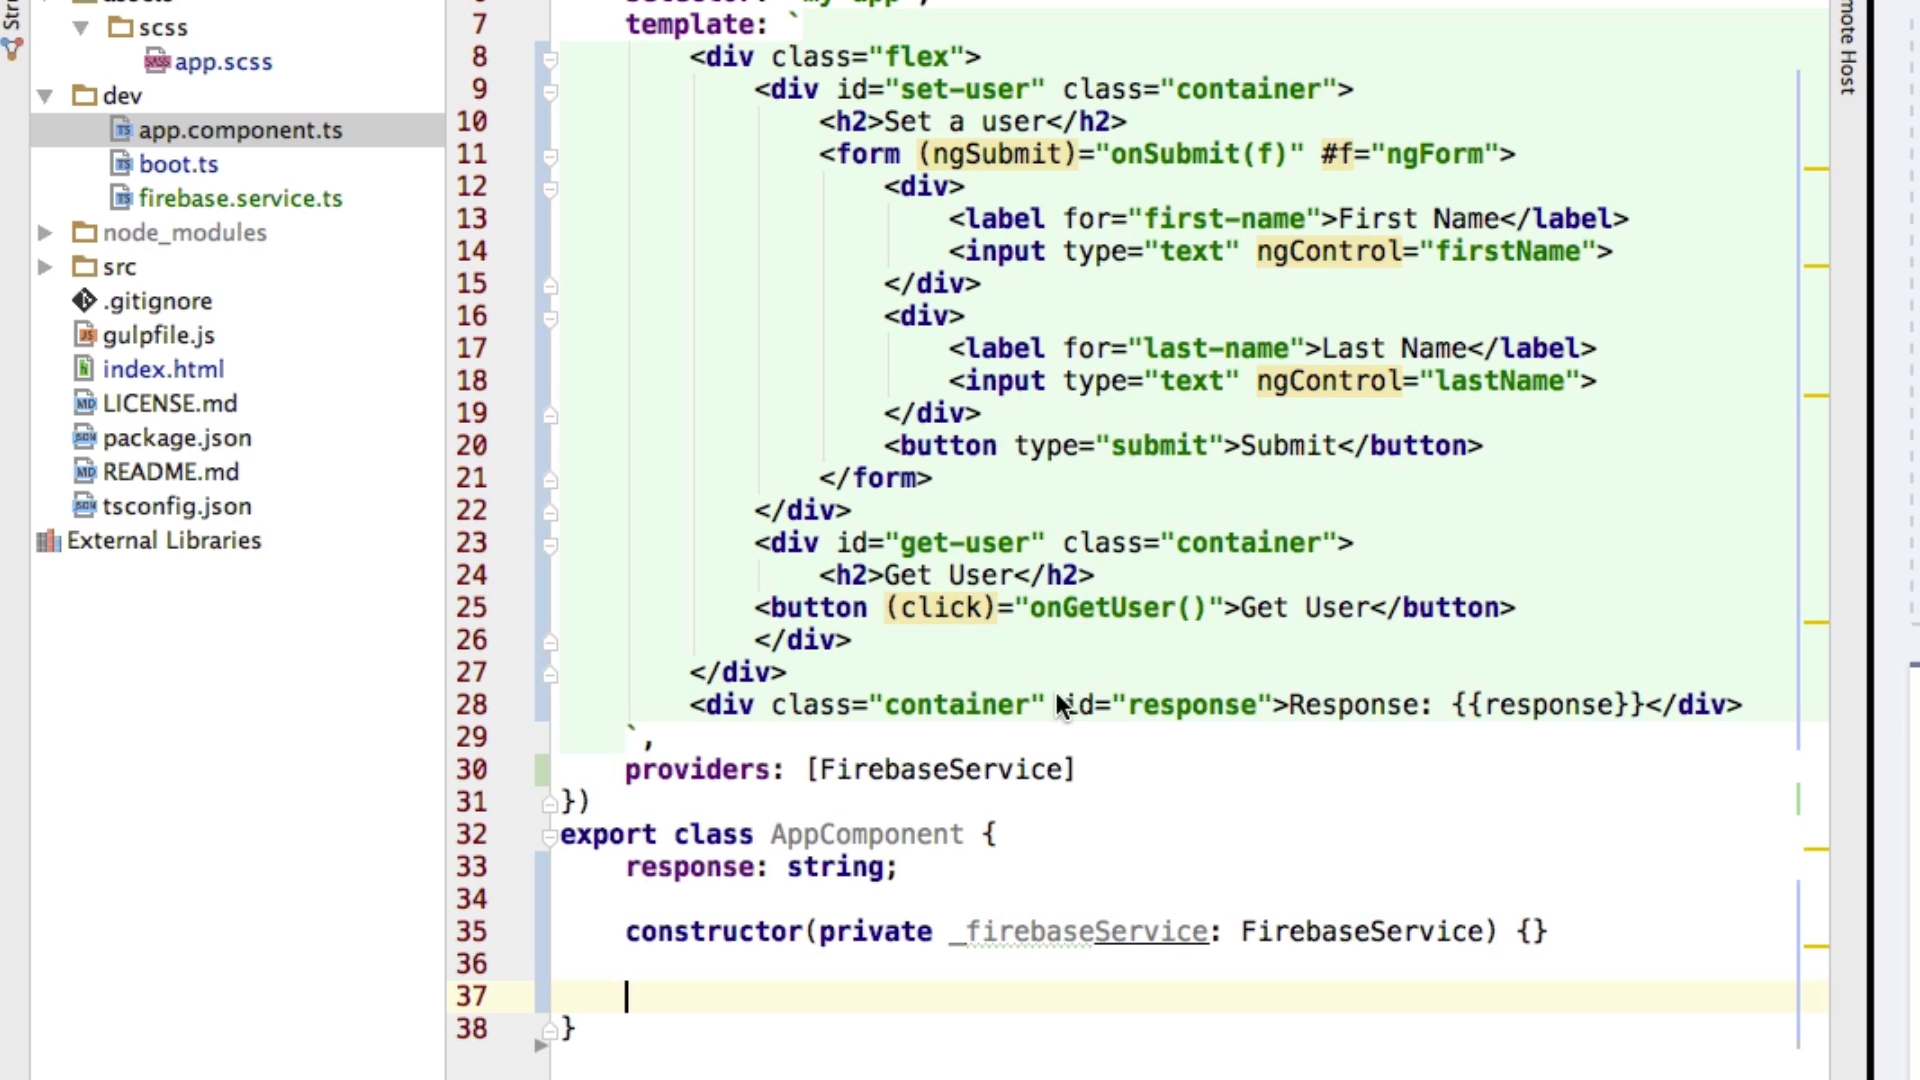 assets
scss
app.scss
dev
app.component.ts
boot.ts
firebase.service.ts
node_modules
src
.gitignore
gulpfile.js
index.html
LICENSE.md
package.json
README.md
tsconfig.json
External Libraries
7 template: `
8 <div class="flex">
9 <div id="set-user" class="container">
10 <h2>Set a user</h2>
11 <form (ngSubmit)="onSubmit(f)" #f="ngForm">
12 <div>
13 <label for="first-name">First Name</label>
14 <input type="text" ngControl="firstName">
15 </div>
16 <div>
17 <label for="last-name">Last Name</label>
18 <input type="text" ngControl="lastName">
19 </div>
20 <button type="submit">Submit</button>
21 </form>
22 </div>
23 <div id="get-user" class="container">
24 <h2>Get User</h2>
25 <button (click)="onGetUser()">Get User</button>
26 </div>
27 </div>
28 <div class="container" id="response">Response: {{response}}</div>
29 `,
30 providers: [FirebaseService]
31 })
32 export class AppComponent {
33 response: string;
34
35 constructor(private _firebaseService: FirebaseService) {}
36
37
38 }
mote Host